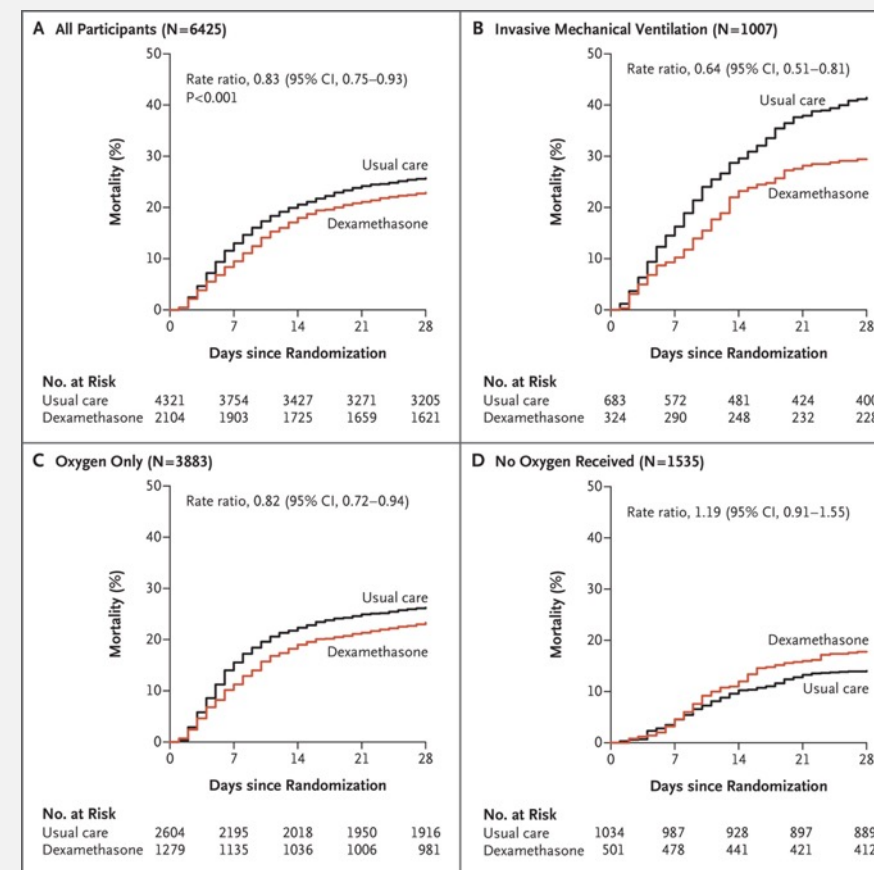 A All Participants (N=6425)
50
40
30
20
10
0
Mortality (%)
Rate ratio, 0.83 (95% CI, 0.75–0.93)
P<0.001
Usual care
Dexamethasone
0 7 14 21 28
Days since Randomization
No. at Risk
Usual care 4321 3754 3427 3271 3205
Dexamethasone 2104 1903 1725 1659 1621
B Invasive Mechanical Ventilation (N=1007)
50
40
30
20
10
0
Mortality (%)
Rate ratio, 0.64 (95% CI, 0.51–0.81)
Usual care
Dexamethasone
0 7 14 21 28
Days since Randomization
No. at Risk
Usual care 683 572 481 424 400
Dexamethasone 324 290 248 232 228
C Oxygen Only (N=3883)
50
40
30
20
10
0
Mortality (%)
Rate ratio, 0.82 (95% CI, 0.72–0.94)
Usual care
Dexamethasone
0 7 14 21 28
Days since Randomization
No. at Risk
Usual care 2604 2195 2018 1950 1916
Dexamethasone 1279 1135 1036 1006 981
D No Oxygen Received (N=1535)
50
40
30
20
10
0
Mortality (%)
Rate ratio, 1.19 (95% CI, 0.91–1.55)
Dexamethasone
Usual care
0 7 14 21 28
Days since Randomization
No. at Risk
Usual care 1034 987 928 897 889
Dexamethasone 501 478 441 421 412